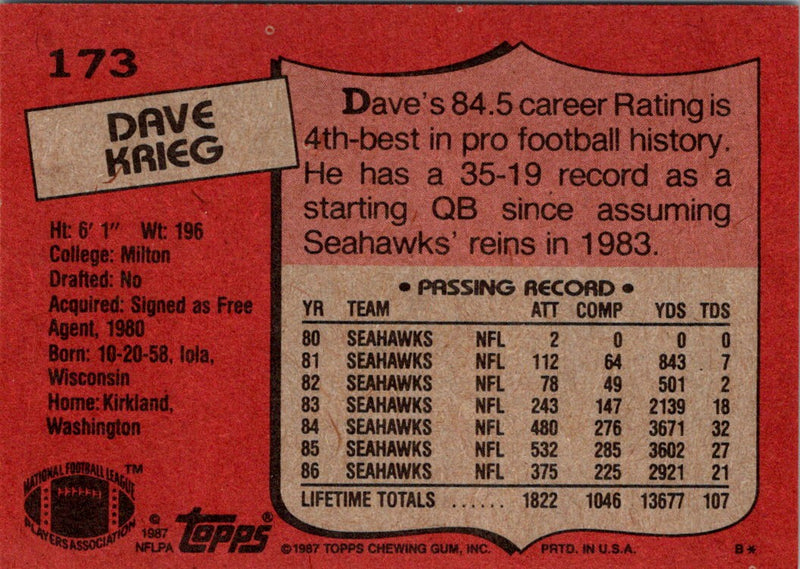 173
DAVE
KRIEG
Ht: 6' 1" Wt: 196
College: Milton
Drafted: No
Acquired: Signed as Free
Agent, 1980
Born: 10-20-58, Iola,
Wisconsin
Home: Kirkland,
Washington
Dave's 84.5 career Rating is
4th-best in pro football history.
He has a 35-19 record as a
starting QB since assuming
Seahawks' reins in 1983.
• PASSING RECORD •
YR TEAM ATT COMP YDS TDS
80 SEAHAWKS NFL 2 0 0 0
81 SEAHAWKS NFL 112 64 843 7
82 SEAHAWKS NFL 78 49 501 2
83 SEAHAWKS NFL 243 147 2139 18
84 SEAHAWKS NFL 480 276 3671 32
85 SEAHAWKS NFL 532 285 3602 27
86 SEAHAWKS NFL 375 225 2921 21
LIFETIME TOTALS ...... 1822 1046 13677 107
NATIONAL FOOTBALL LEAGUE
PLAYERS ASSOCIATION
™
©
1987
NFLPA
Topps®
©1987 TOPPS CHEWING GUM, INC. PRTD. IN U.S.A. B*